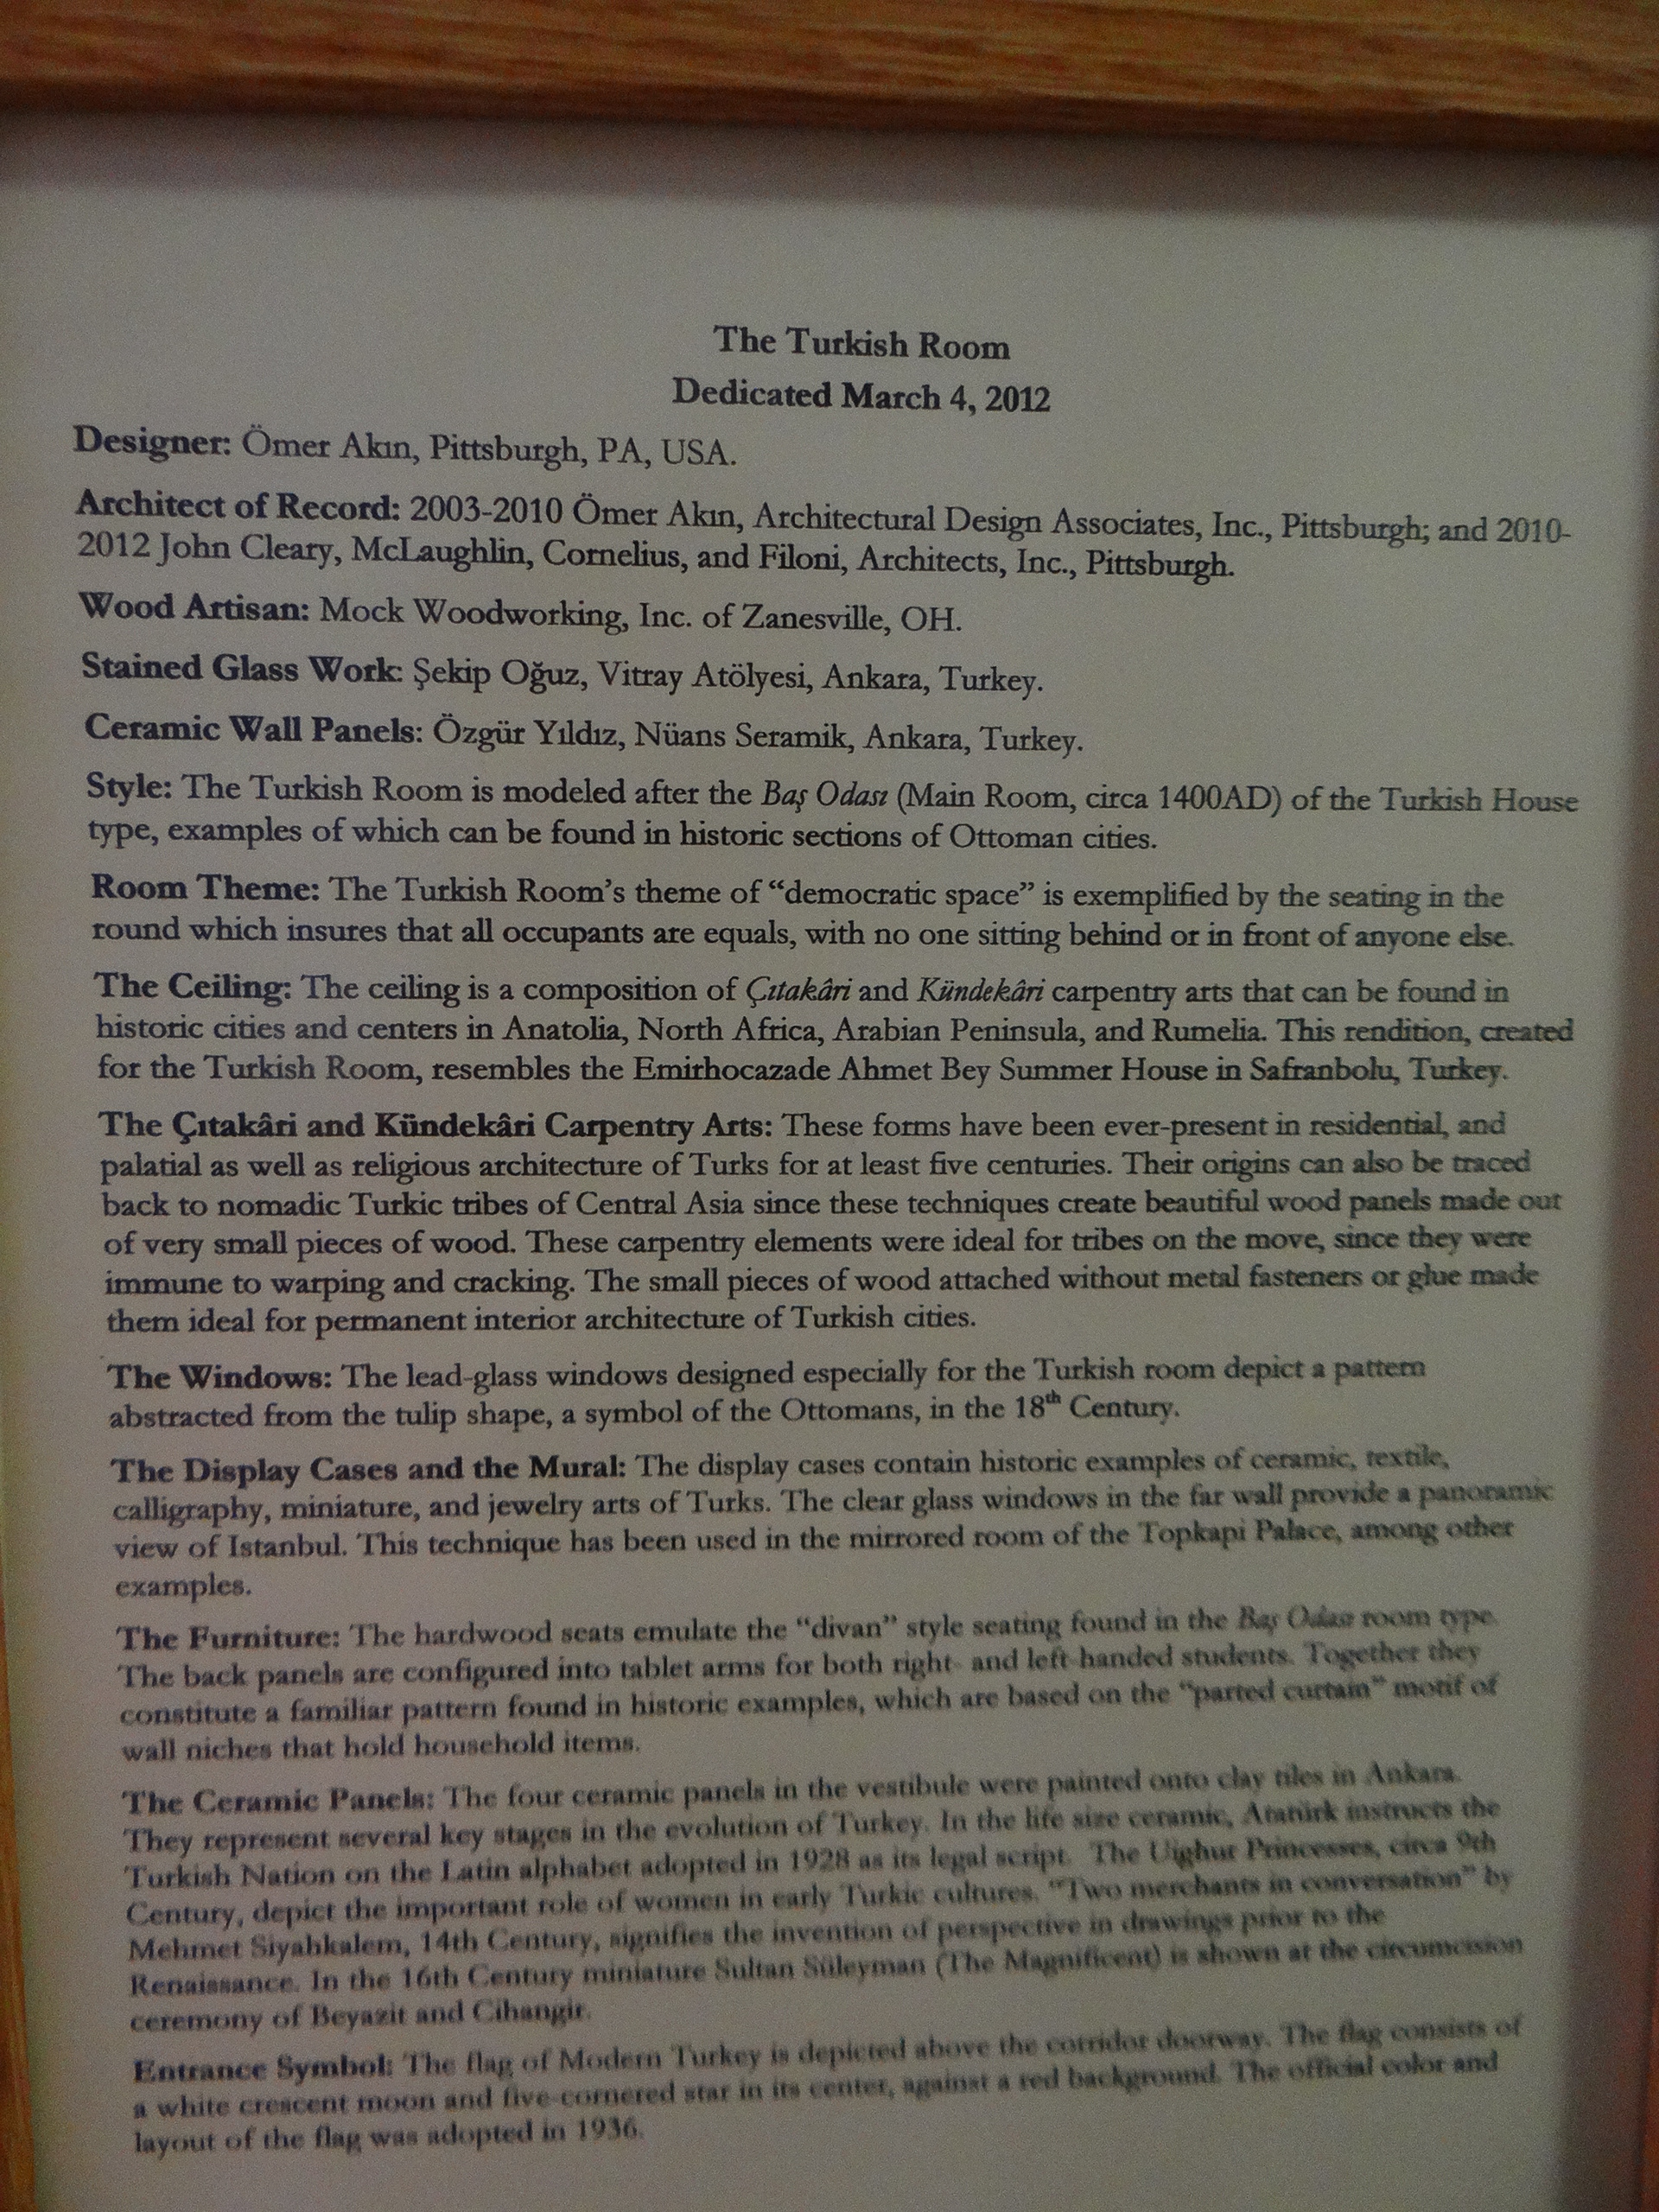 The Turkish Room
Dedicated March 4, 2012
Designer: Ömer Akın, Pittsburgh, PA, USA.
Architect of Record: 2003-2010 Ömer Akın, Architectural Design Associates, Inc., Pittsburgh; and 2010-
2012 John Cleary, McLaughlin, Cornelius, and Filoni, Architects, Inc., Pittsburgh.
Wood Artisan: Mock Woodworking, Inc. of Zanesville, OH.
Stained Glass Work: Şekip Oğuz, Vitray Atölyesi, Ankara, Turkey.
Ceramic Wall Panels: Özgür Yıldız, Nüans Seramik, Ankara, Turkey.
Style: The Turkish Room is modeled after the Baş Odası (Main Room, circa 1400AD) of the Turkish House
type, examples of which can be found in historic sections of Ottoman cities.
Room Theme: The Turkish Room's theme of “democratic space” is exemplified by the seating in the
round which insures that all occupants are equals, with no one sitting behind or in front of anyone else.
The Ceiling: The ceiling is a composition of Çıtakâri and Kündekâri carpentry arts that can be found in
historic cities and centers in Anatolia, North Africa, Arabian Peninsula, and Rumelia. This rendition, created
for the Turkish Room, resembles the Emirhocazade Ahmet Bey Summer House in Safranbolu, Turkey.
The Çıtakâri and Kündekâri Carpentry Arts: These forms have been ever-present in residential, and
palatial as well as religious architecture of Turks for at least five centuries. Their origins can also be traced
back to nomadic Turkic tribes of Central Asia since these techniques create beautiful wood panels made out
of very small pieces of wood. These carpentry elements were ideal for tribes on the move, since they were
immune to warping and cracking. The small pieces of wood attached without metal fasteners or glue made
them ideal for permanent interior architecture of Turkish cities.
The Windows: The lead-glass windows designed especially for the Turkish room depict a pattern
abstracted from the tulip shape, a symbol of the Ottomans, in the 18th Century.
The Display Cases and the Mural: The display cases contain historic examples of ceramic, textile,
calligraphy, miniature, and jewelry arts of Turks. The clear glass windows in the far wall provide a panoramic
view of Istanbul. This technique has been used in the mirrored room of the Topkapi Palace, among other
examples.
The Furniture: The hardwood seats emulate the “divan” style seating found in the Baş Odası room type.
The back panels are configured into tablet arms for both right- and left-handed students. Together they
constitute a familiar pattern found in historic examples, which are based on the “parted curtain” motif of
wall niches that hold household items.
The Ceramic Panels: The four ceramic panels in the vestibule were painted onto clay tiles in Ankara.
They represent several key stages in the evolution of Turkey. In the life size ceramic, Atatürk instructs the
Turkish Nation on the Latin alphabet adopted in 1928 as its legal script. The Uighur Princesses, circa 9th
Century, depict the important role of women in early Turkic cultures. “Two merchants in conversation” by
Mehmet Siyahkalem, 14th Century, signifies the invention of perspective in drawings prior to the
Renaissance. In the 16th Century miniature Sultan Süleyman (The Magnificent) is shown at the circumcision
ceremony of Beyazit and Cihangir.
Entrance Symbol: The flag of Modern Turkey is depicted above the corridor doorway. The flag consists of
a white crescent moon and five-cornered star in its center, against a red background. The official color and
layout of the flag was adopted in 1936.